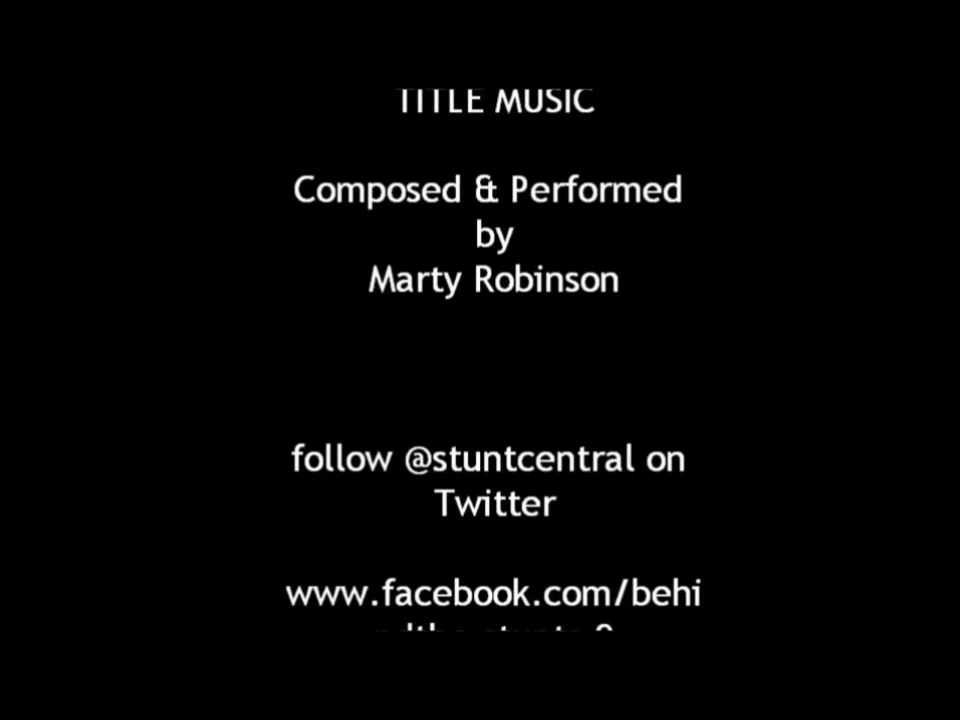 TITLE MUSIC
Composed & Performed
by
Marty Robinson
follow @stuntcentral on
Twitter
www.facebook.com/behi